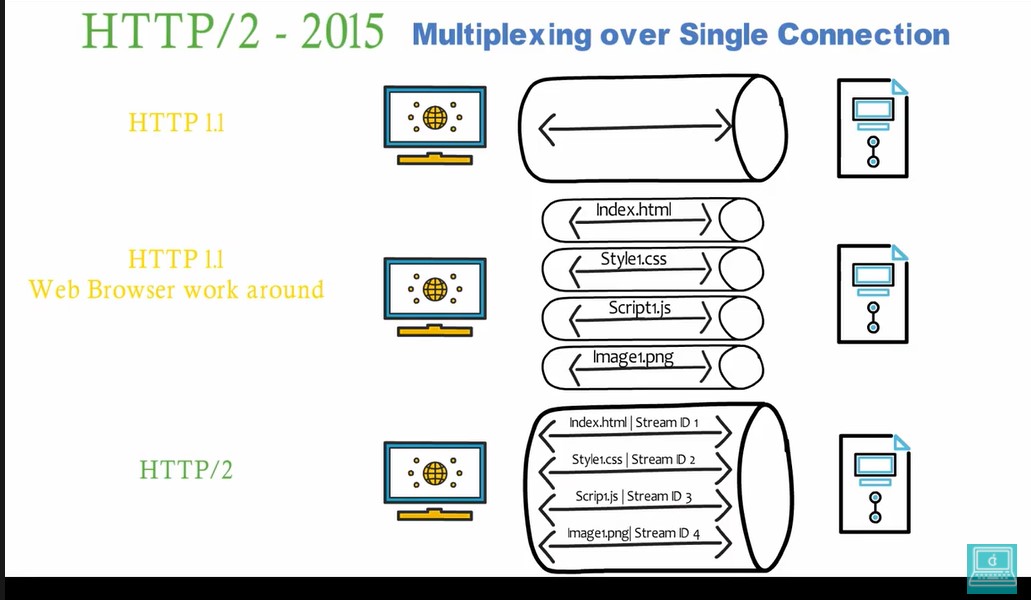 HTTP/2 - 2015 Multiplexing over Single Connection
HTTP 1.1
HTTP 1.1
Web Browser work around
Index.html
Style1.css
Script1.js
Image1.png
HTTP/2
Index.html | Stream ID 1
Style1.css | Stream ID 2
Scrip1.js | Stream ID 3
Image1.png| Stream ID 4